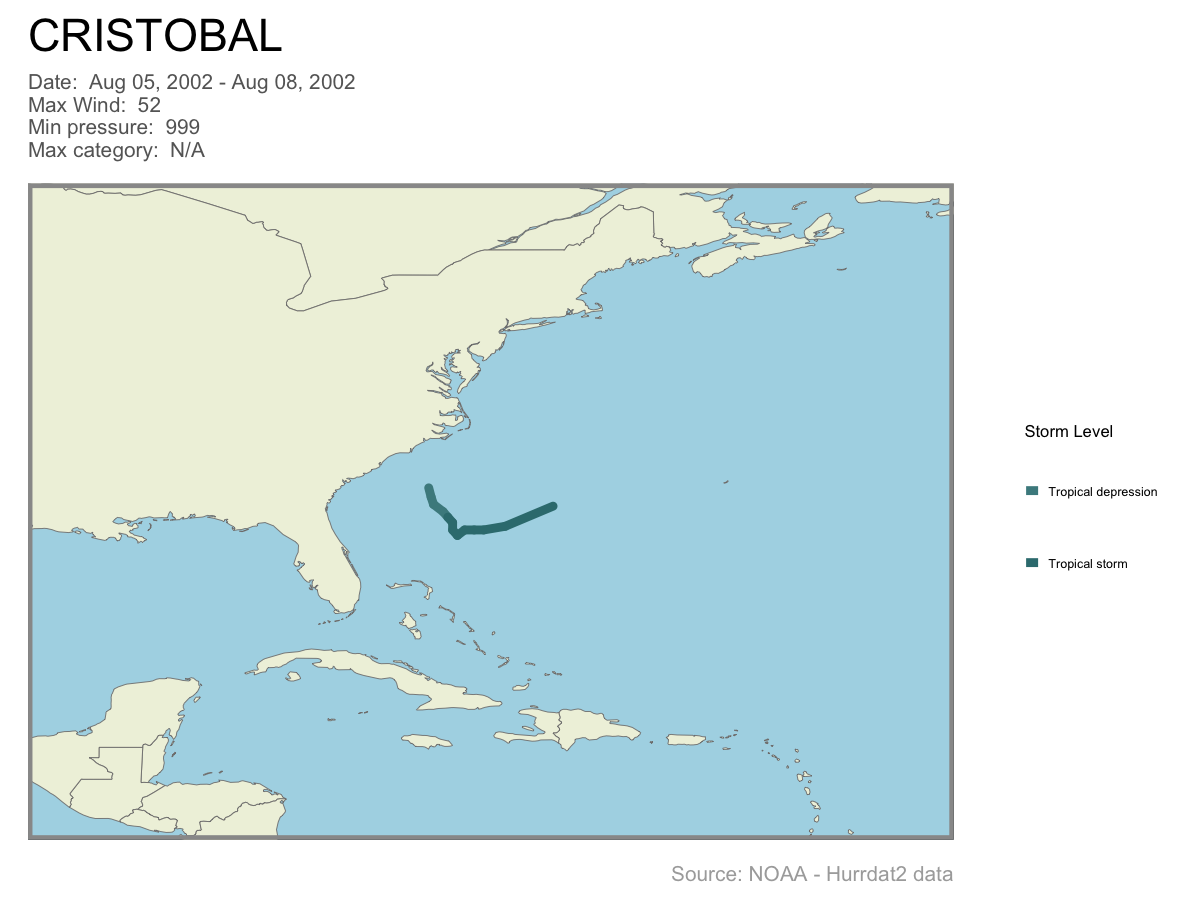 CRISTOBAL
Date:  Aug 05, 2002 - Aug 08, 2002
Max Wind:  52
Min pressure:  999
Max category:  N/A
Storm Level
Tropical depression
Tropical storm
Source: NOAA - Hurrdat2 data